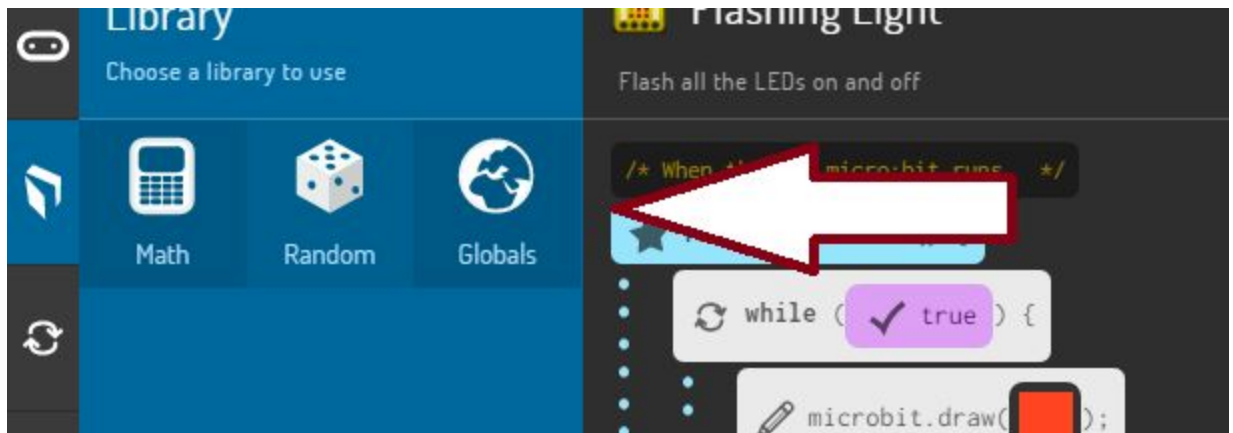 Library
Choose a library to use
Math
Random
Globals
Flashing Light
Flash all the LEDs on and off
/* When micro:bit runs */
{
while ( true ) {
microbit.draw( );